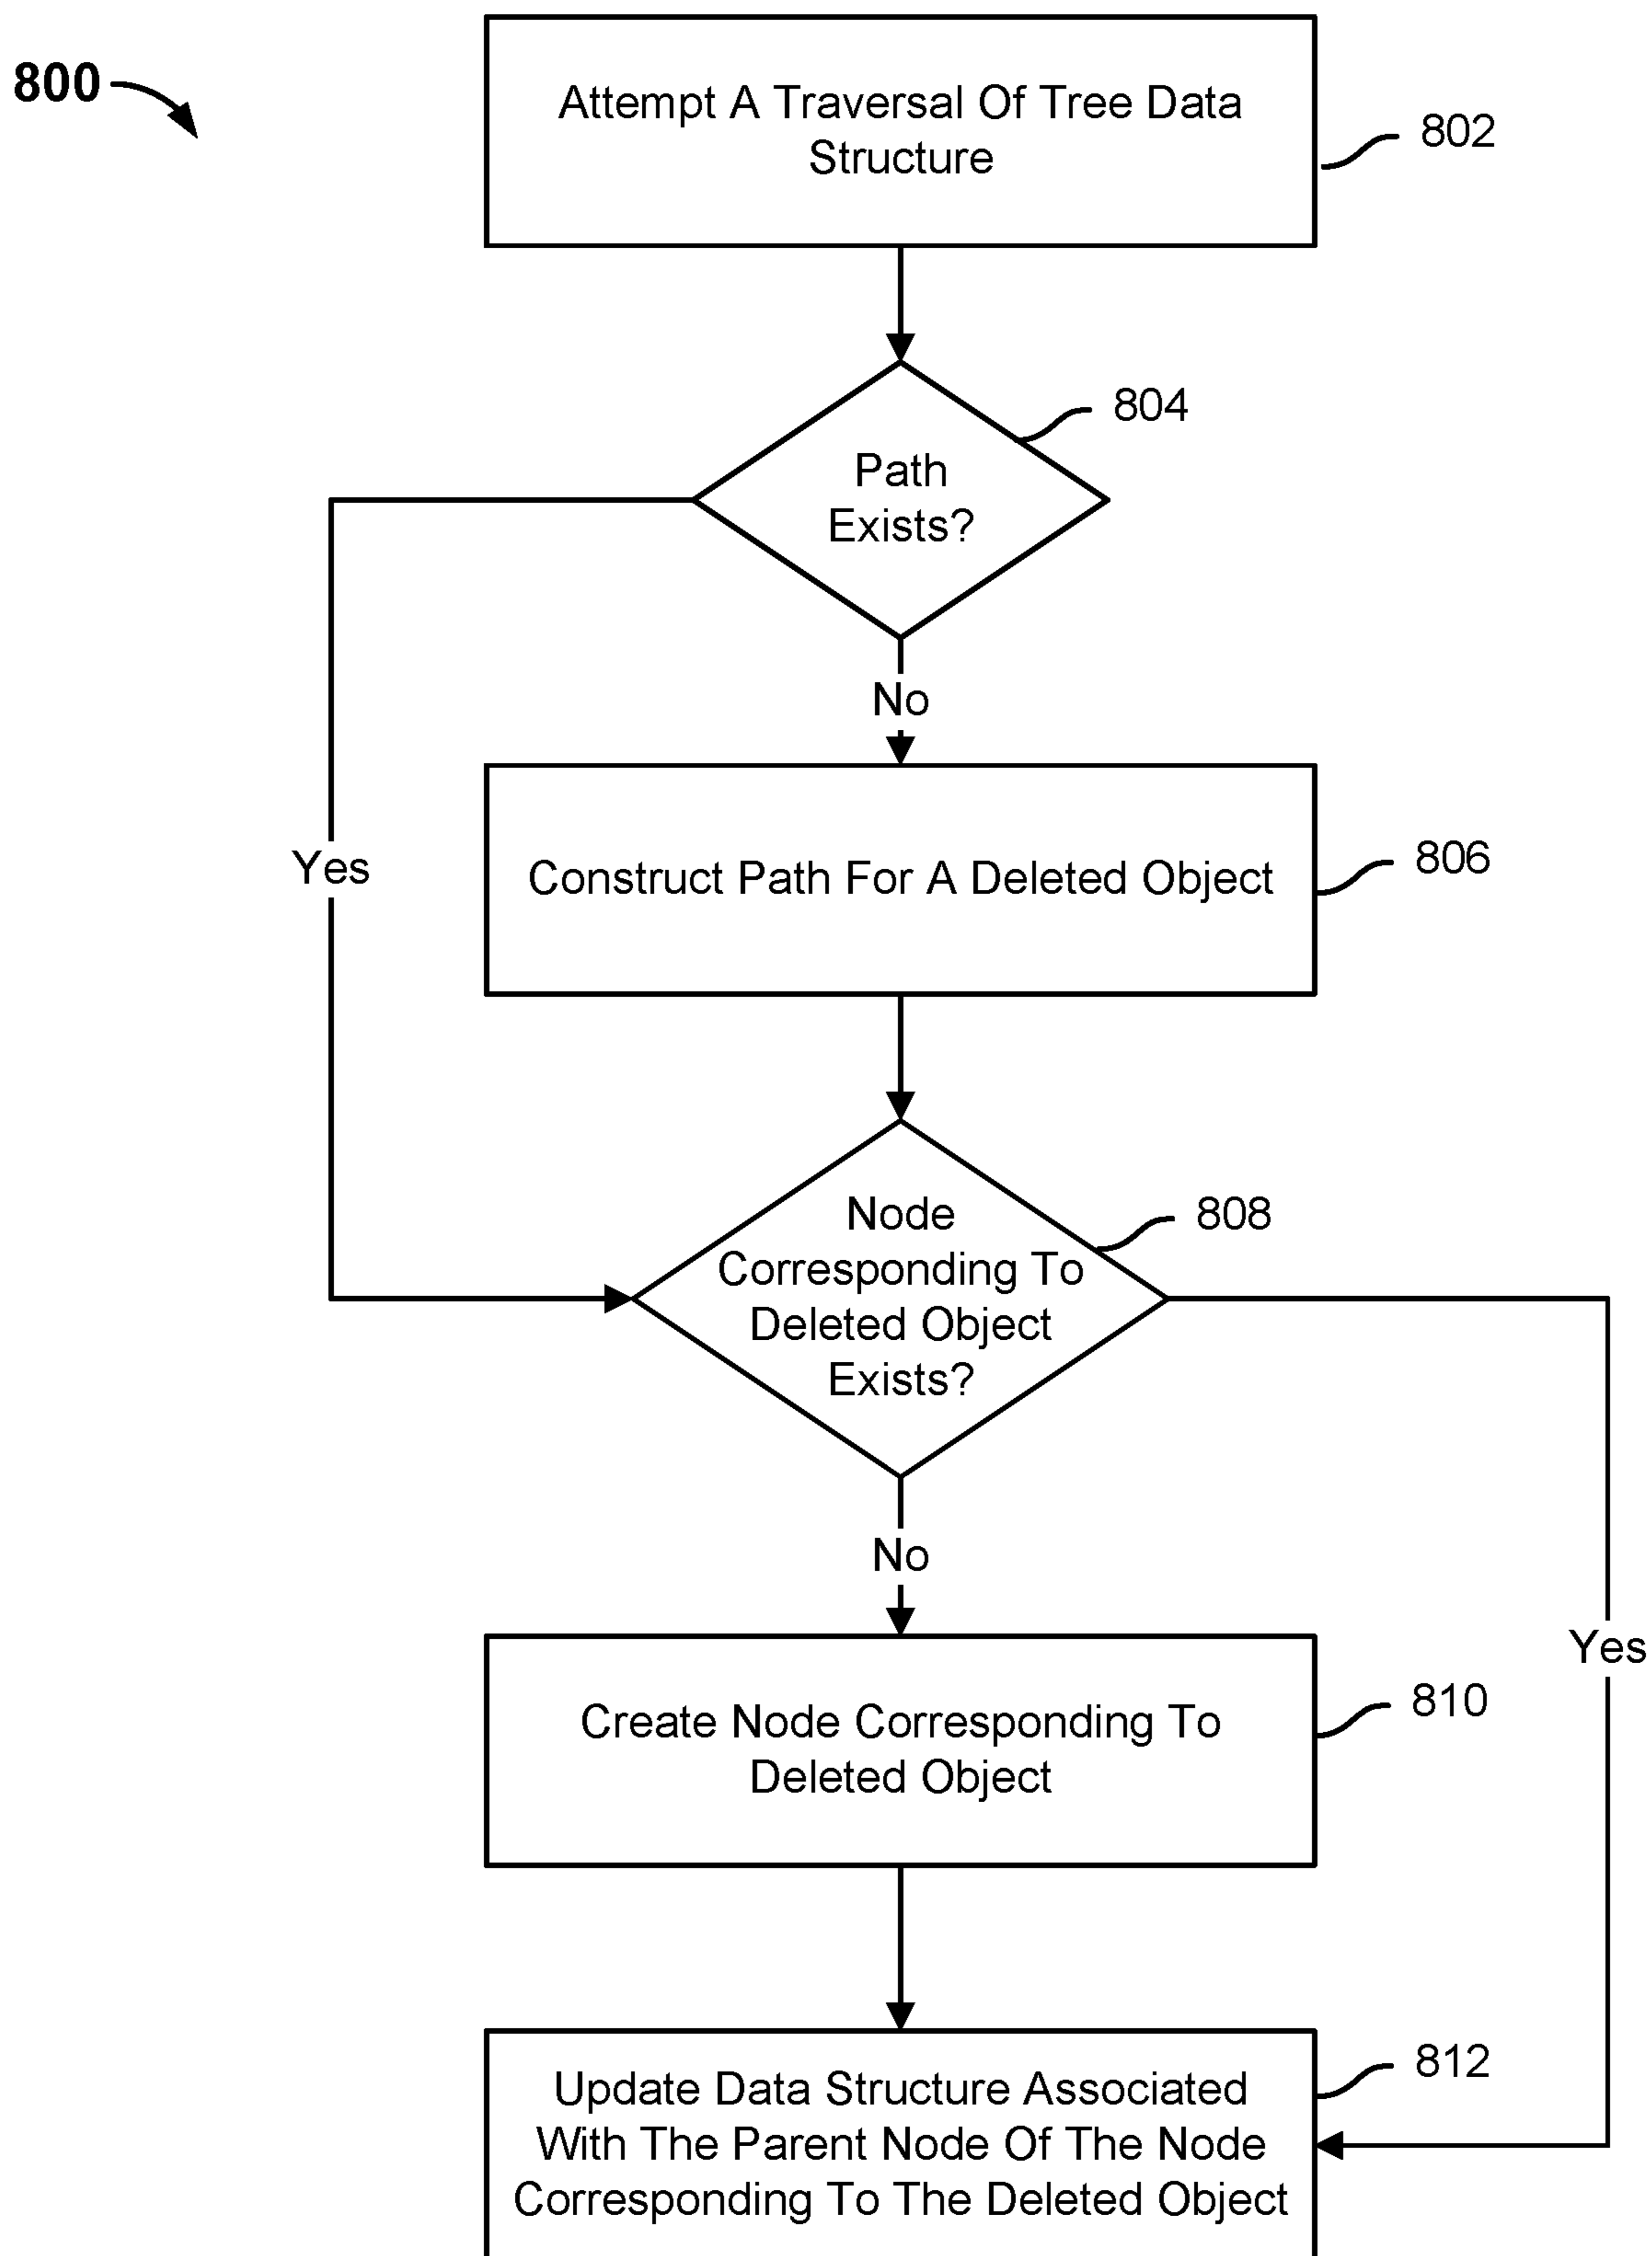 800
Attempt A Traversal Of Tree Data
Structure
802
804
Path
Exists?
No
Yes
Construct Path For A Deleted Object
806
Node
Corresponding To
Deleted Object
Exists?
808
No
Yes
Create Node Corresponding To
Deleted Object
810
Update Data Structure Associated
With The Parent Node Of The Node
Corresponding To The Deleted Object
812